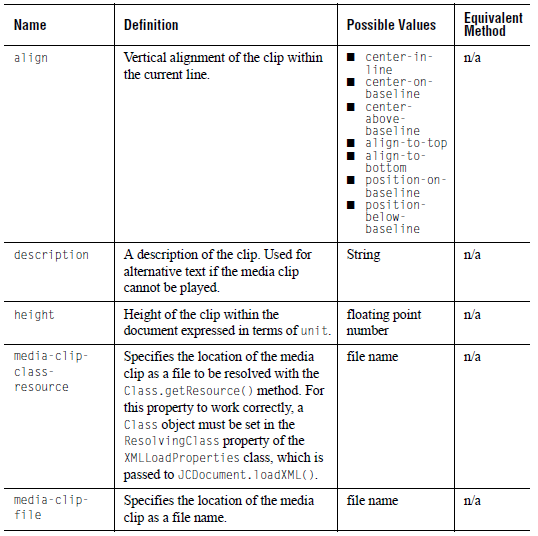 Name Definition Possible Values Equivalent
Method
align Vertical alignment of the clip within
the current line.
■ center-in-
line
■ center-on-
baseline
■ center-
above-
baseline
■ align-to-top
■ align-to-
bottom
■ position-on-
baseline
■ position-
below-
baseline
n/a
description
A description of the clip. Used for
alternative text if the media clip
cannot be played.
String
n/a
height
Height of the clip within the
document expressed in terms of unit.
floating point
number
n/a
media-clip-
class-
resource
Specifies the location of the media
clip as a file to be resolved with the
Class.getResource() method. For
this property to work correctly, a
Class object must be set in the
ResolvingClass property of the
XMLLoadProperties class, which is
passed to JCDocument.loadXML().
file name
n/a
media-clip-
file
Specifies the location of the media
clip as a file name.
file name
n/a